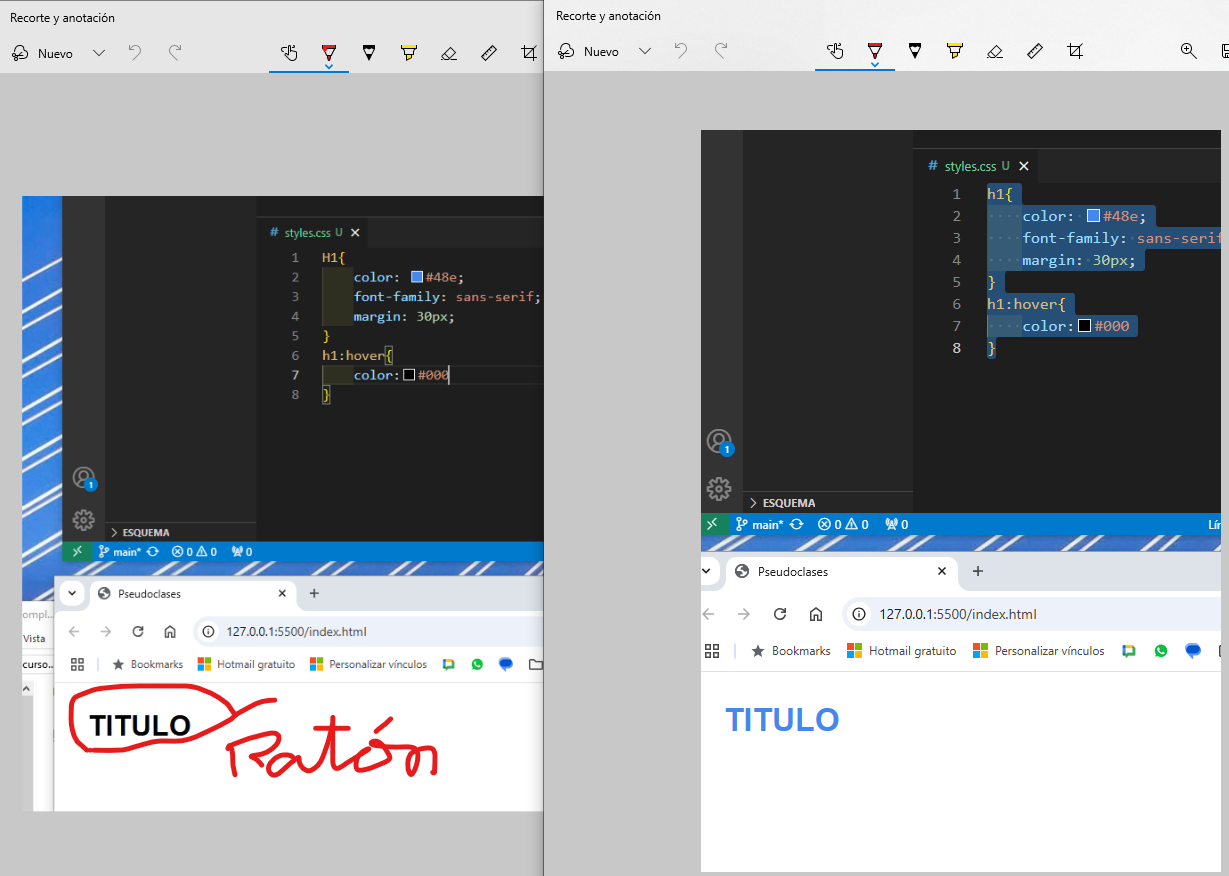 Recorte y anotación
Nuevo
# styles.css U ✕
1 H1{
2 color: #48e;
3 font-family: sans-serif;
4 margin: 30px;
5 }
6 h1:hover{
7 color: #000
8 }
1
> ESQUEMA
main* 0 0 0
ompl...
Vista
curso...
Pseudoclases ✕ +
127.0.0.1:5500/index.html
Bookmarks Hotmail gratuito Personalizar vínculos
TITULO
Ratón
Recorte y anotación
Nuevo
# styles.css U ✕
1 h1{
2 color: #48e;
3 font-family: sans-serif
4 margin: 30px;
5 }
6 h1:hover{
7 color: #000
8 }
1
> ESQUEMA
main* 0 0 0 Lír
Pseudoclases ✕ +
127.0.0.1:5500/index.html
Bookmarks Hotmail gratuito Personalizar vínculos
TITULO